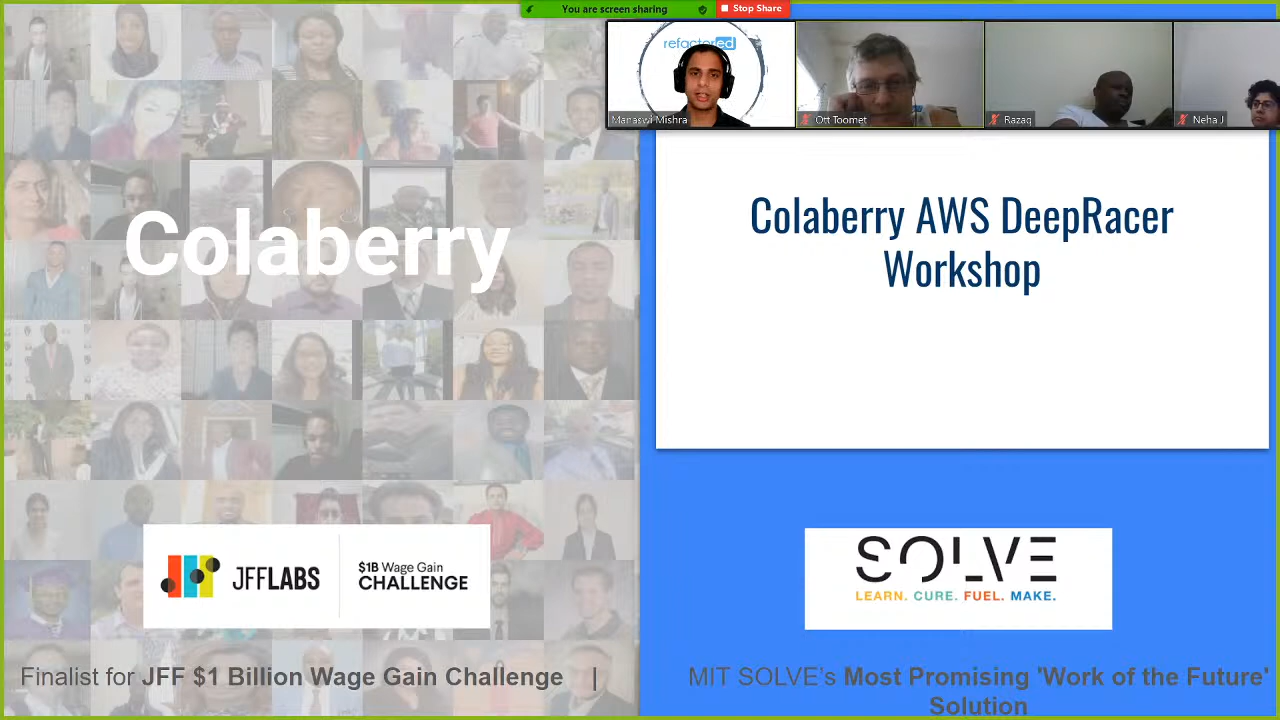 You are screen sharing
Stop Share
refactored
Manaswi Mishra
Ott Toomet
Razaq
Neha J
Colaberry
Colaberry AWS DeepRacer
Workshop
JFFLABS
$1B Wage Gain
CHALLENGE
SOLVE
LEARN. CURE. FUEL. MAKE.
Finalist for JFF $1 Billion Wage Gain Challenge |
MIT SOLVE's Most Promising 'Work of the Future'
Solution